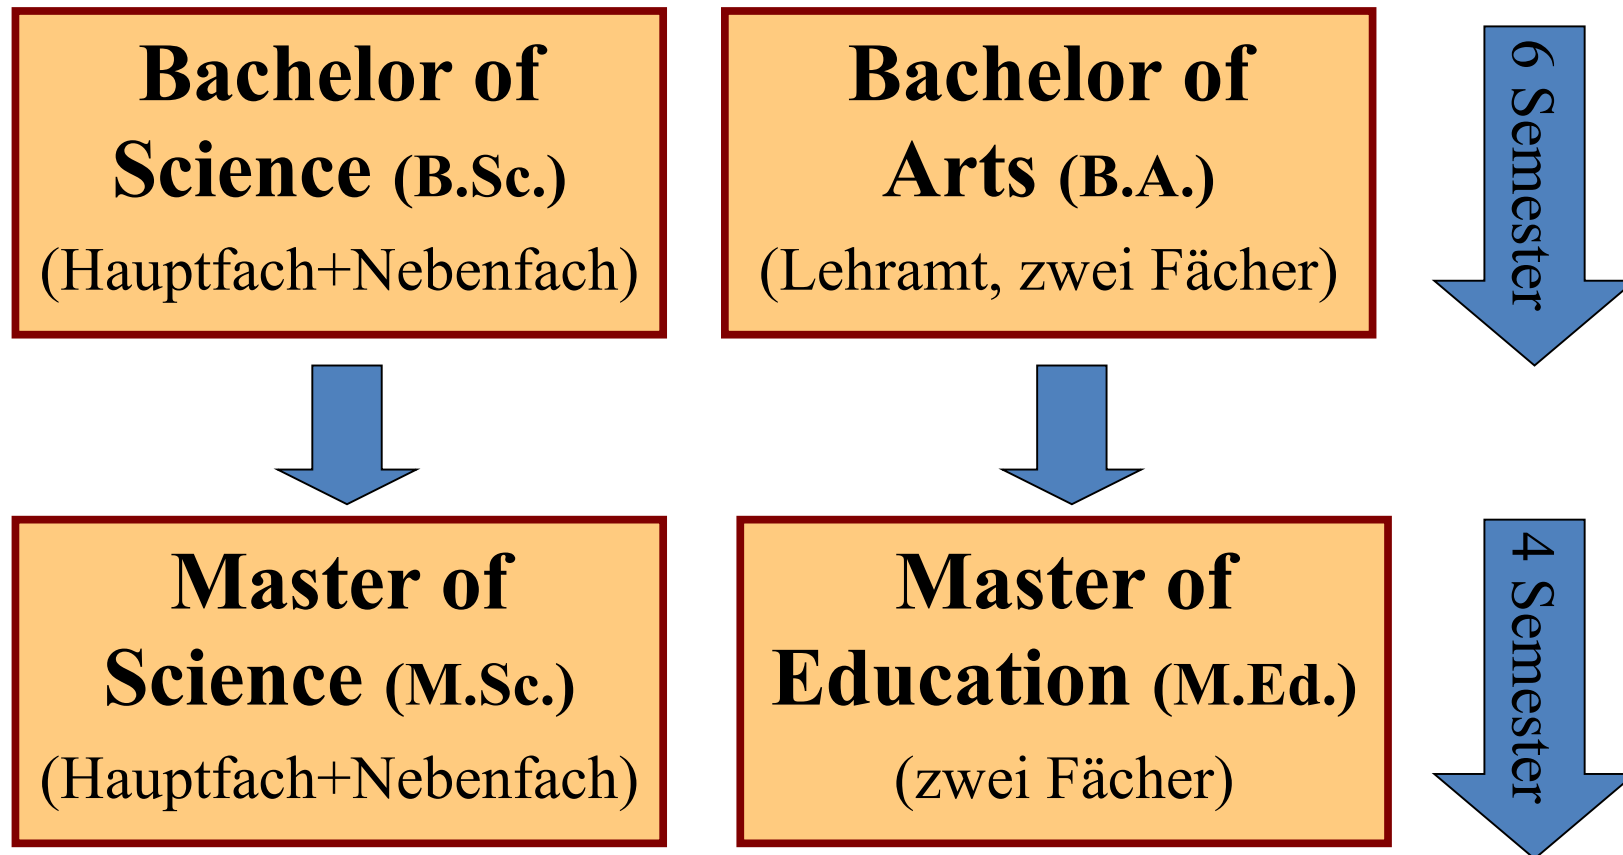 Bachelor of
Science (B.Sc.)
(Hauptfach+Nebenfach)
Bachelor of
Arts (B.A.)
(Lehramt, zwei Fächer)
6 Semester
Master of
Science (M.Sc.)
(Hauptfach+Nebenfach)
Master of
Education (M.Ed.)
(zwei Fächer)
4 Semester